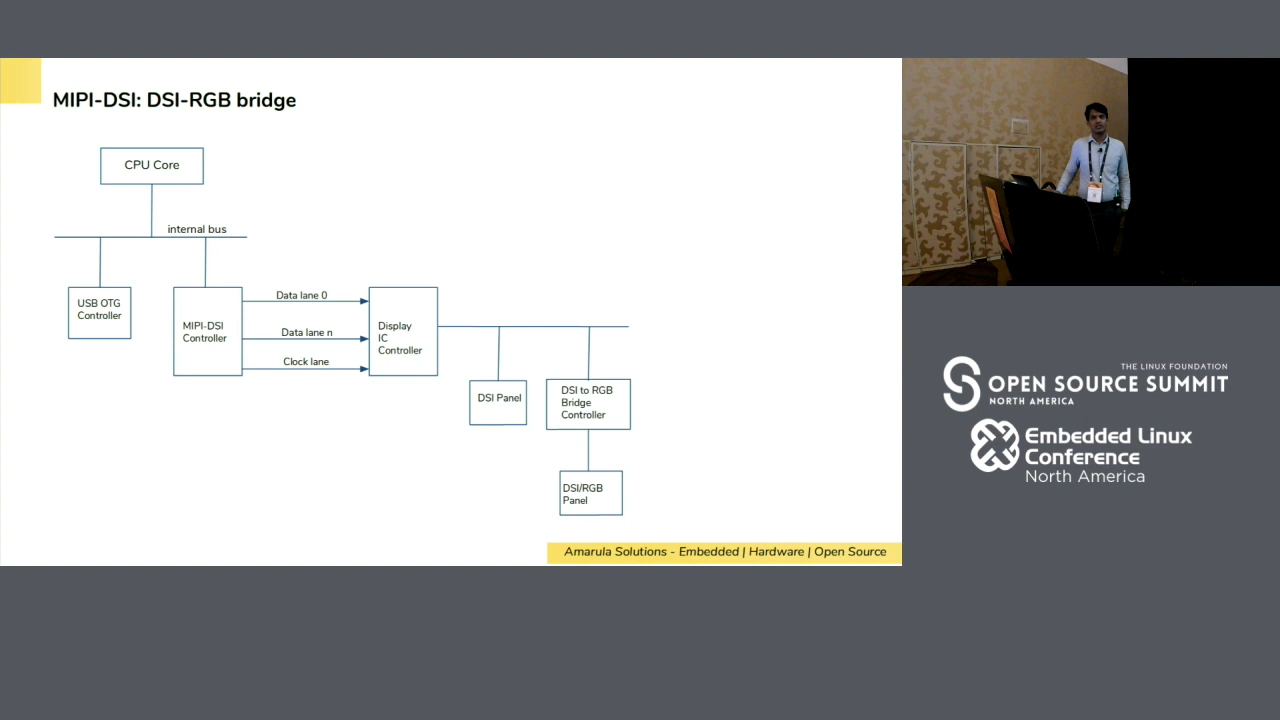 MIPI-DSI: DSI-RGB bridge
CPU Core
internal bus
USB OTG
Controller
MIPI-DSI
Controller
Data lane 0
Data lane n
Clock lane
Display
IC
Controller
DSI Panel
DSI to RGB
Bridge
Controller
DSI/RGB
Panel
Amarula Solutions - Embedded | Hardware | Open Source
THE LINUX FOUNDATION
OPEN SOURCE SUMMIT
NORTH AMERICA
Embedded Linux
Conference
North America